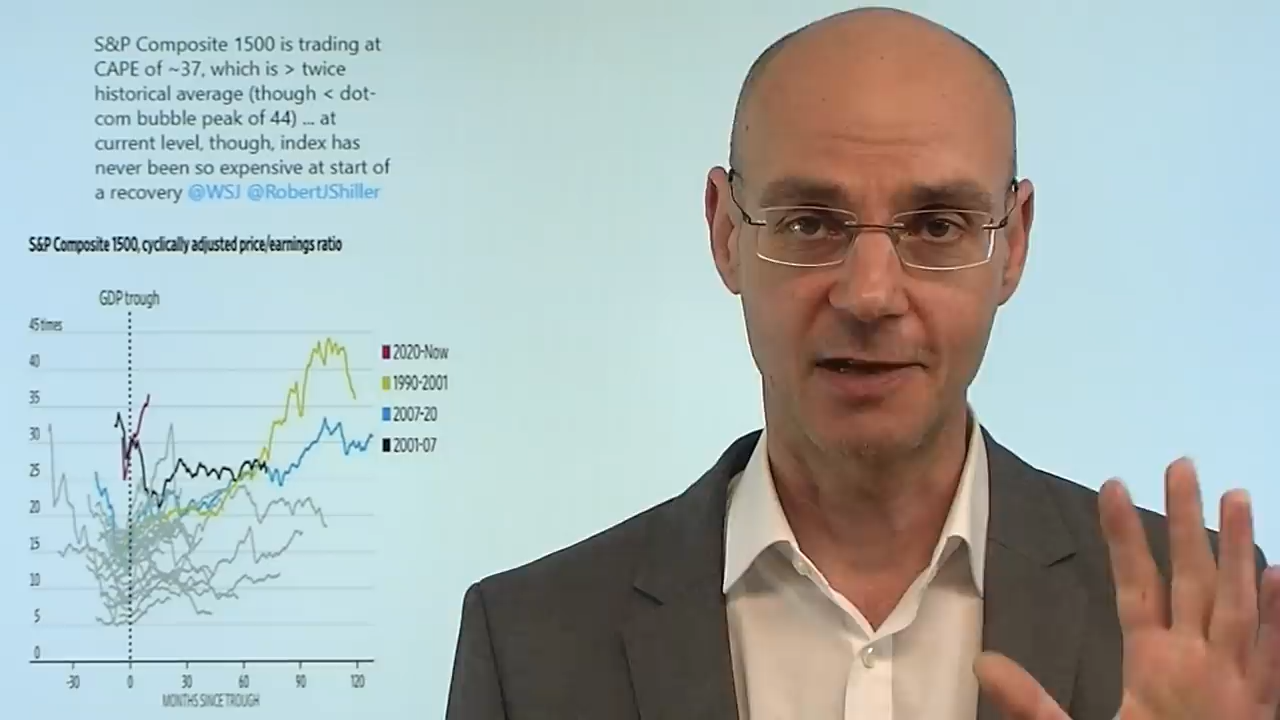 S&P Composite 1500 is trading at
CAPE of ~37, which is > twice
historical average (though < dot-
com bubble peak of 44) ... at
current level, though, index has
never been so expensive at start of
a recovery @WSJ @RobertJShiller
S&P Composite 1500, cyclically adjusted price/earnings ratio
GDP trough
45 times
40
35
30
25
20
15
10
5
0
2020-Now
1990-2001
2007-20
2001-07
-30 0 30 60 90 120
MONTHS SINCE TROUGH